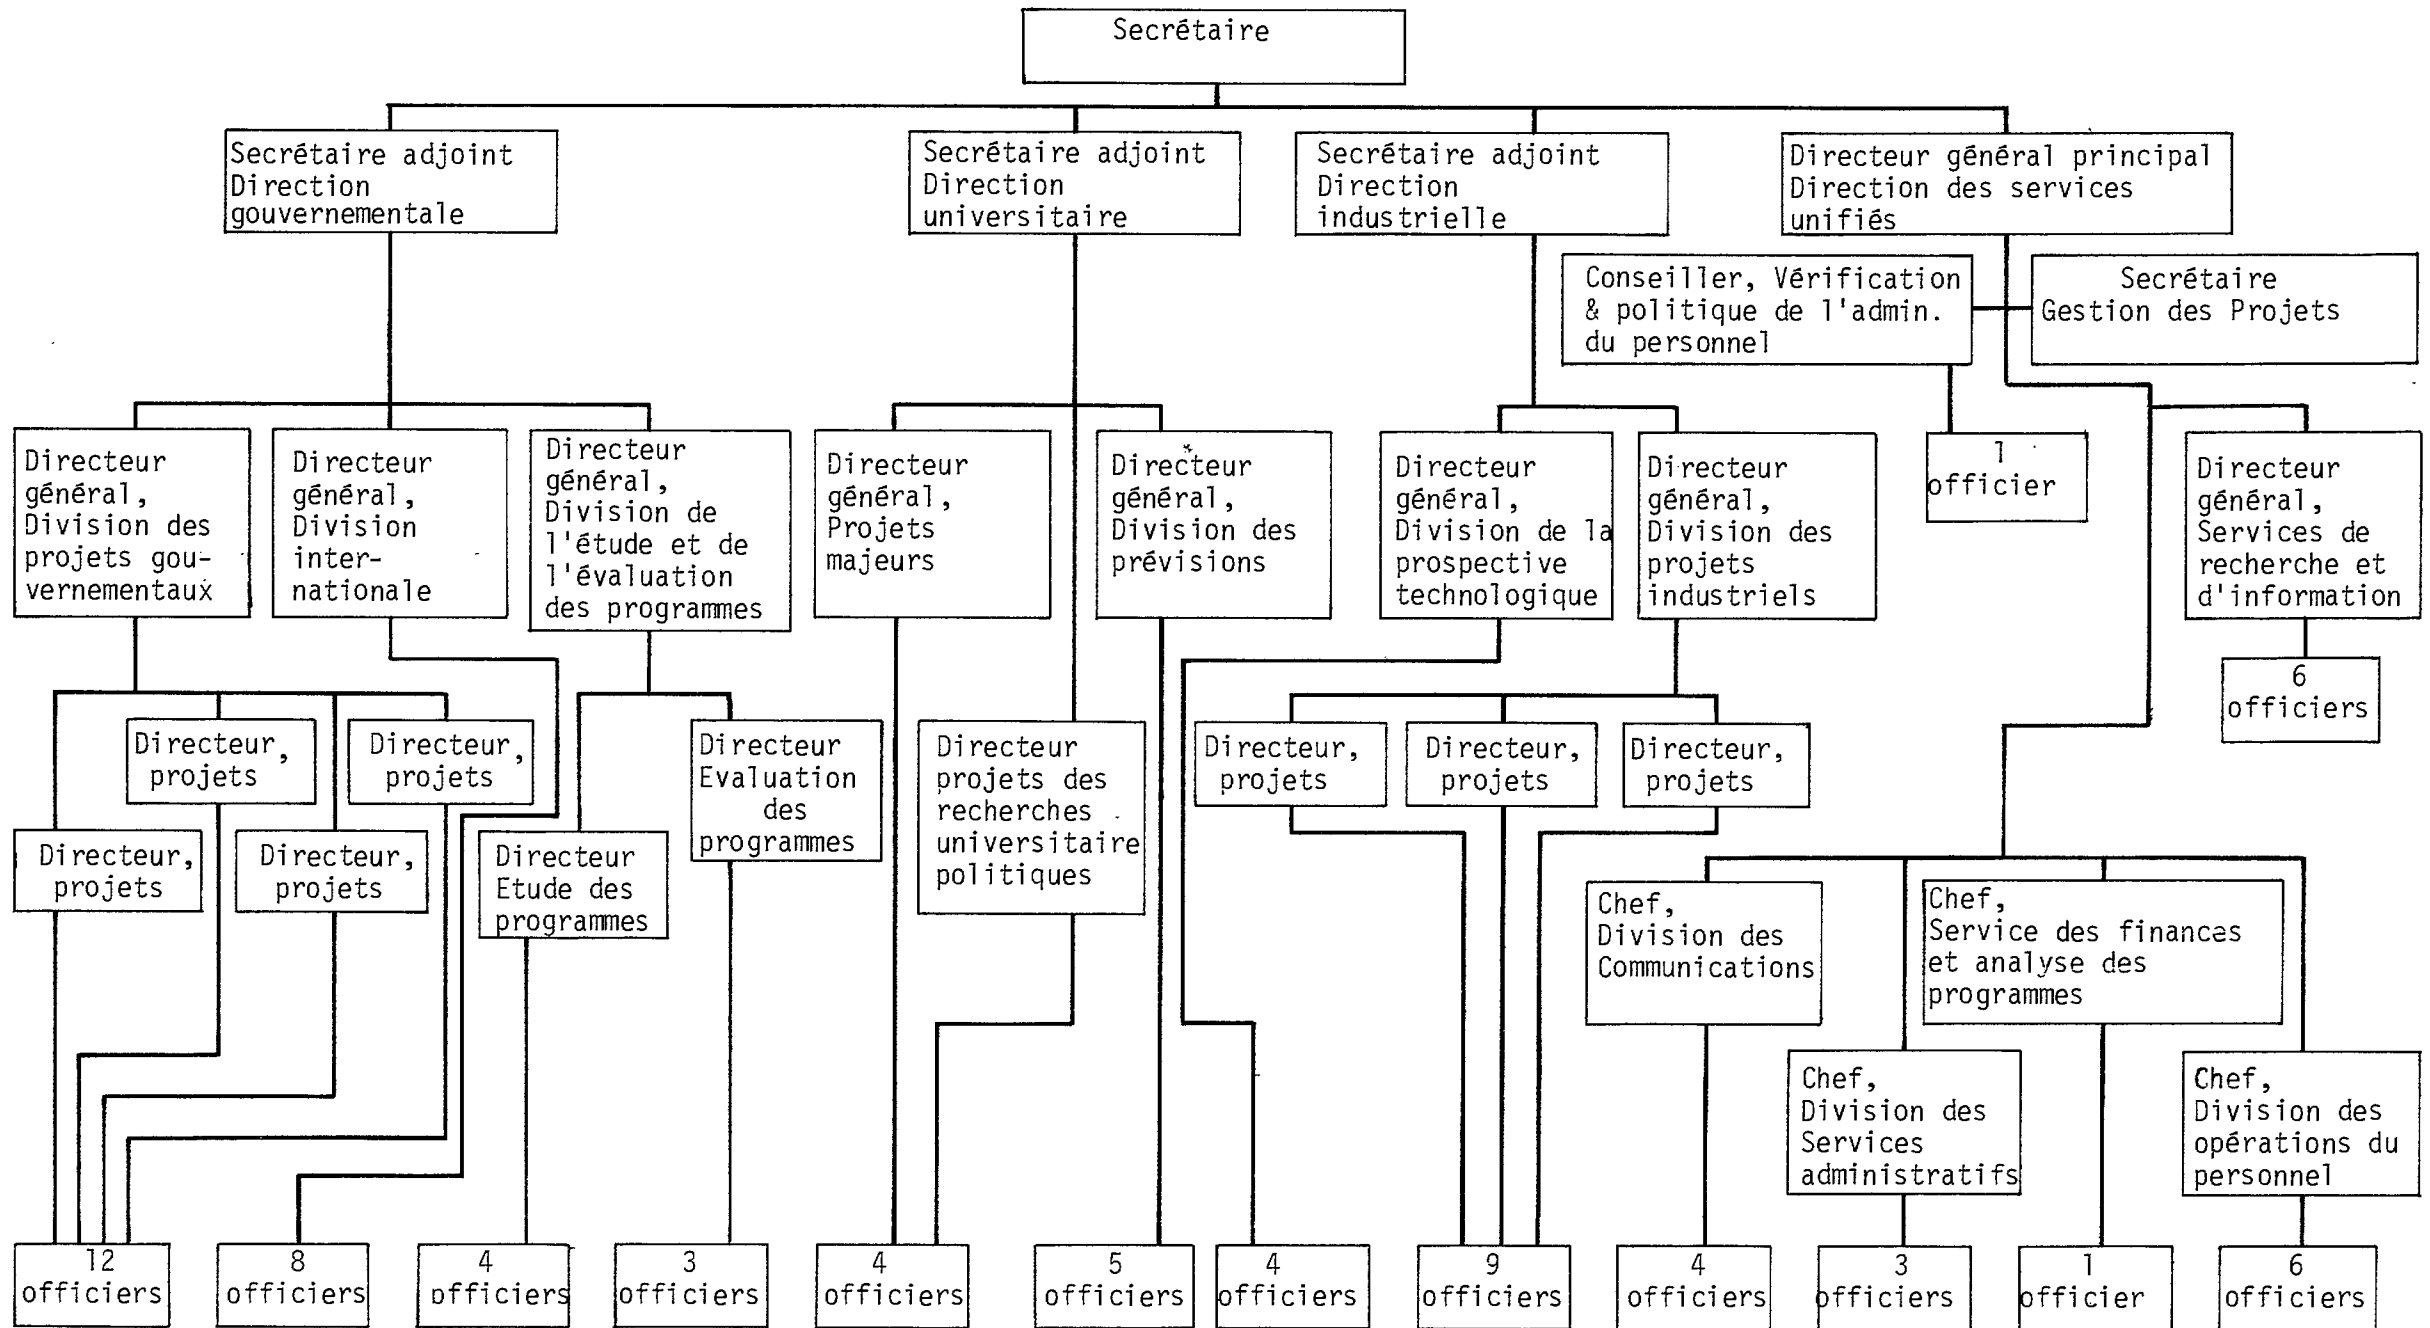 Secrétaire
Secrétaire adjoint
Direction
gouvernementale
Secrétaire adjoint
Direction
universitaire
Secrétaire adjoint
Direction
industrielle
Directeur général principal
Direction des services
unifiés
Conseiller, Vérification
& politique de l'admin.
du personnel
Secrétaire
Gestion des Projets
Directeur
général,
Division des
projets gou-
vernementaux
Directeur
général,
Division
inter-
nationale
Directeur
général,
Division de
l'étude et de
l'évaluation
des programmes
Directeur
général,
Projets
majeurs
Directeur
général,
Division des
prévisions
Directeur
général,
Division de la
prospective
technologique
Directeur
général,
Division des
projets
industriels
1
officier
Directeur
général,
Services de
recherche et
d'information
6
officiers
Directeur,
projets
Directeur,
projets
Directeur,
projets
Directeur,
projets
Directeur
Etude des
programmes
Directeur
Evaluation
des
programmes
Directeur
projets des
recherches
universitaire
politiques
Directeur,
projets
Directeur,
projets
Directeur,
projets
Chef,
Division des
Communications
Chef,
Service des finances
et analyse des
programmes
Chef,
Division des
Services
administratifs
Chef,
Division des
opérations du
personnel
12
officiers
8
officiers
4
officiers
3
officiers
4
officiers
5
officiers
4
officiers
9
officiers
4
officiers
3
officiers
1
officier
6
officiers